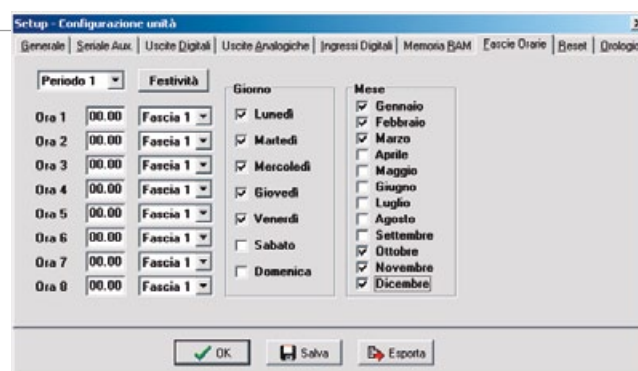 Setup - Configurazione unità
Generale Seriale Aux. Uscite Digitali Uscite Analogiche Ingressi Digitali Memoria RAM Fascie Orarie Reset Orologio
Periodo 1 Festività
Ora 1 00.00 Fascia 1
Ora 2 00.00 Fascia 1
Ora 3 00.00 Fascia 1
Ora 4 00.00 Fascia 1
Ora 5 00.00 Fascia 1
Ora 6 00.00 Fascia 1
Ora 7 00.00 Fascia 1
Ora 8 00.00 Fascia 1
Giorno
Lunedì
Martedì
Mercoledì
Giovedì
Venerdì
Sabato
Domenica
Mese
Gennaio
Febbraio
Marzo
Aprile
Maggio
Giugno
Luglio
Agosto
Settembre
Ottobre
Novembre
Dicembre
OK Salva Esporta